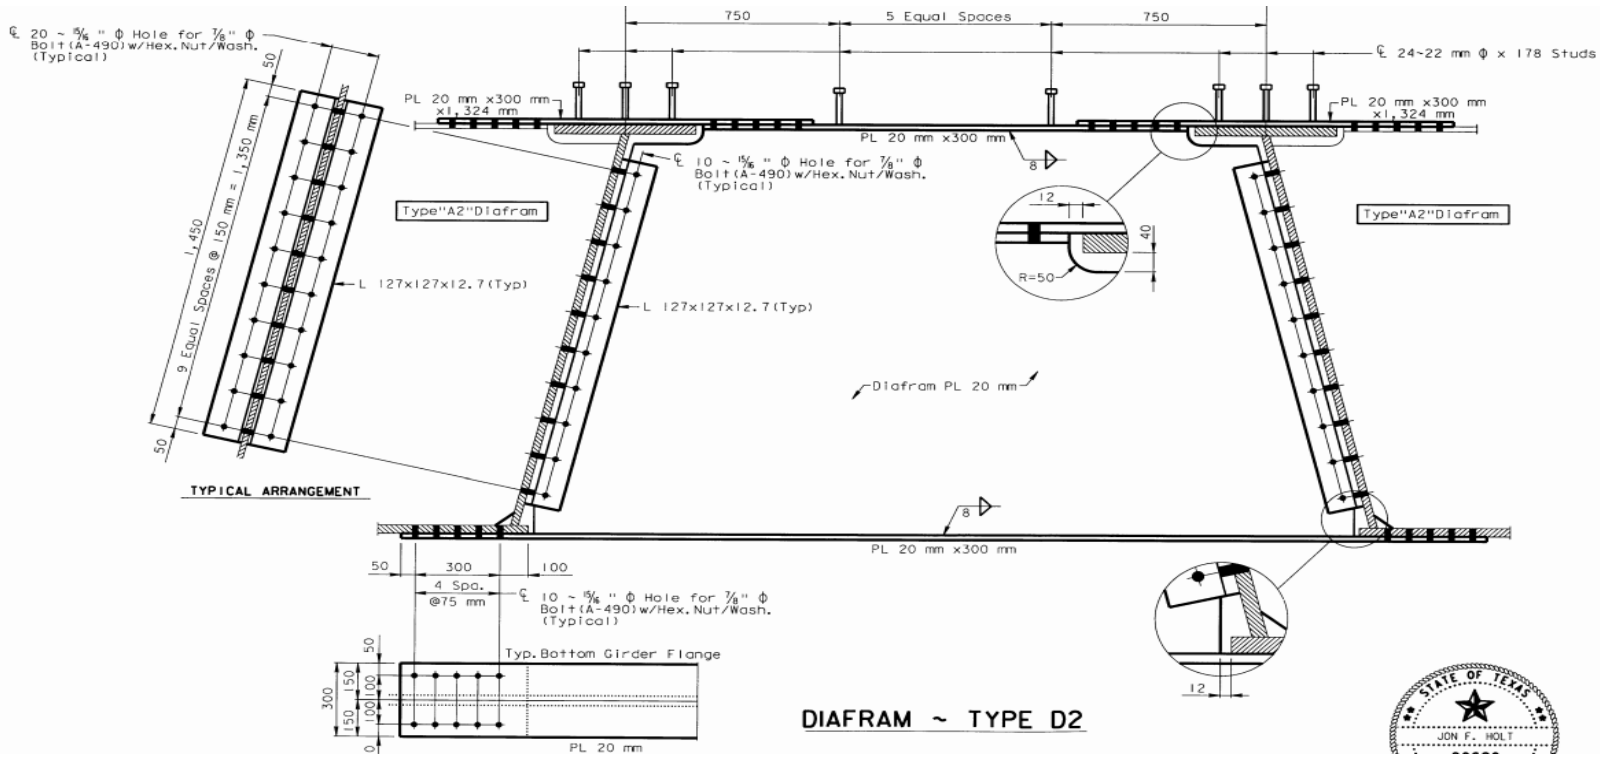 750
5 Equal Spaces
750
℄ 20 ~ 15/16 " ϕ Hole for 7/8" ϕ
Bolt(A-490)w/Hex.Nut/Wash.
(Typical)
50
℄ 24~22 mm ϕ x 178 Studs
PL 20 mm x300 mm
x1,324 mm
PL 20 mm x300 mm
x1,324 mm
PL 20 mm x300 mm
8
℄ 10 ~ 15/16 " ϕ Hole for 7/8" ϕ
Bolt(A-490)w/Hex.Nut/Wash.
(Typical)
Type"A2"Diafram
Type"A2"Diafram
12
40
R=50
1,450
9 Equal Spaces @ 150 mm = 1,350 mm
L 127x127x12.7(Typ)
L 127x127x12.7(Typ)
Diafram PL 20 mm
50
TYPICAL ARRANGEMENT
8
PL 20 mm x300 mm
50
300
100
4 Spa.
@75 mm
℄ 10 ~ 15/16 " ϕ Hole for 7/8" ϕ
Bolt(A-490)w/Hex.Nut/Wash.
(Typical)
50
Typ.Bottom Girder Flange
300
150
150
100
100
PL 20 mm
12
DIAFRAM ~ TYPE D2
STATE OF TEXAS
JON F. HOLT